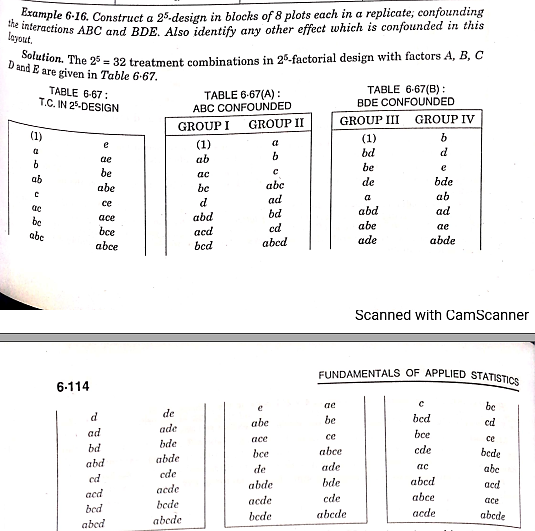 Example 6·16. Construct a 2⁵-design in blocks of 8 plots each in a replicate, confounding
the interactions ABC and BDE. Also identify any other effect which is confounded in this
layout.
Solution. The 2⁵ = 32 treatment combinations in 2⁵-factorial design with factors A, B, C
D and E are given in Table 6·67.
TABLE 6·67 :
T.C. IN 2⁵-DESIGN
(1) e
a ae
b be
ab abe
c ce
ac ace
bc bce
abc abce
TABLE 6·67(A) :
ABC CONFOUNDED
GROUP I GROUP II
(1) a
ab b
ac c
bc abc
d ad
abd bd
acd cd
bcd abcd
TABLE 6·67(B) :
BDE CONFOUNDED
GROUP III GROUP IV
(1) b
bd d
be e
de bde
a ab
abd ad
abe ae
ade abde
Scanned with CamScanner
6·114
FUNDAMENTALS OF APPLIED STATISTICS
d de
ad ade
bd bde
abd abde
cd cde
acd acde
bcd bcde
abcd abcde
e ae
abe be
ace ce
bce abce
de ade
abde bde
acde cde
bcde abcde
c bc
bcd cd
bce ce
cde bcde
ac abc
abcd acd
abce ace
acde abcde